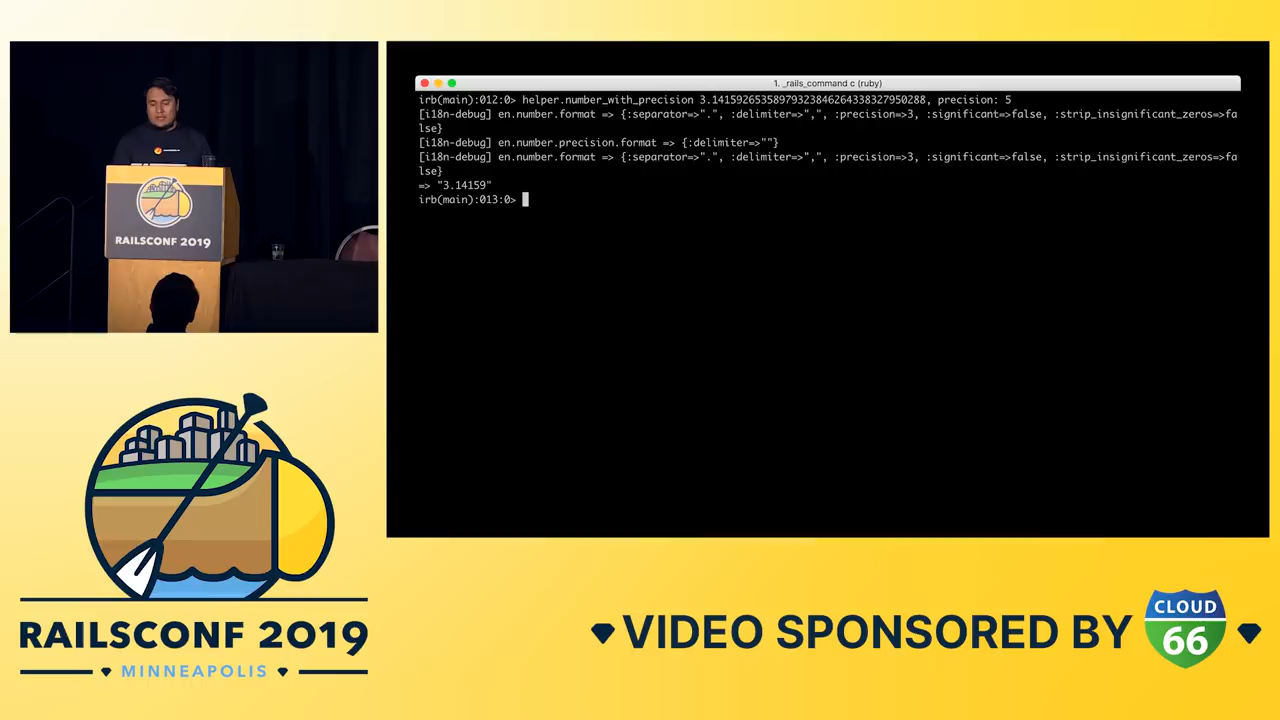 RAILSCONF 2019
1. _rails_command c (ruby)
irb(main):012:0> helper.number_with_precision 3.14159265358979323846264338327950288, precision: 5
[i18n-debug] en.number.format => {:separator=>".", :delimiter=>",", :precision=>3, :significant=>false, :strip_insignificant_zeros=>fa
lse}
[i18n-debug] en.number.precision.format => {:delimiter=>""}
[i18n-debug] en.number.format => {:separator=>".", :delimiter=>",", :precision=>3, :significant=>false, :strip_insignificant_zeros=>fa
lse}
=> "3.14159"
irb(main):013:0>
RAILSCONF 2019
MINNEAPOLIS
VIDEO SPONSORED BY
CLOUD
66